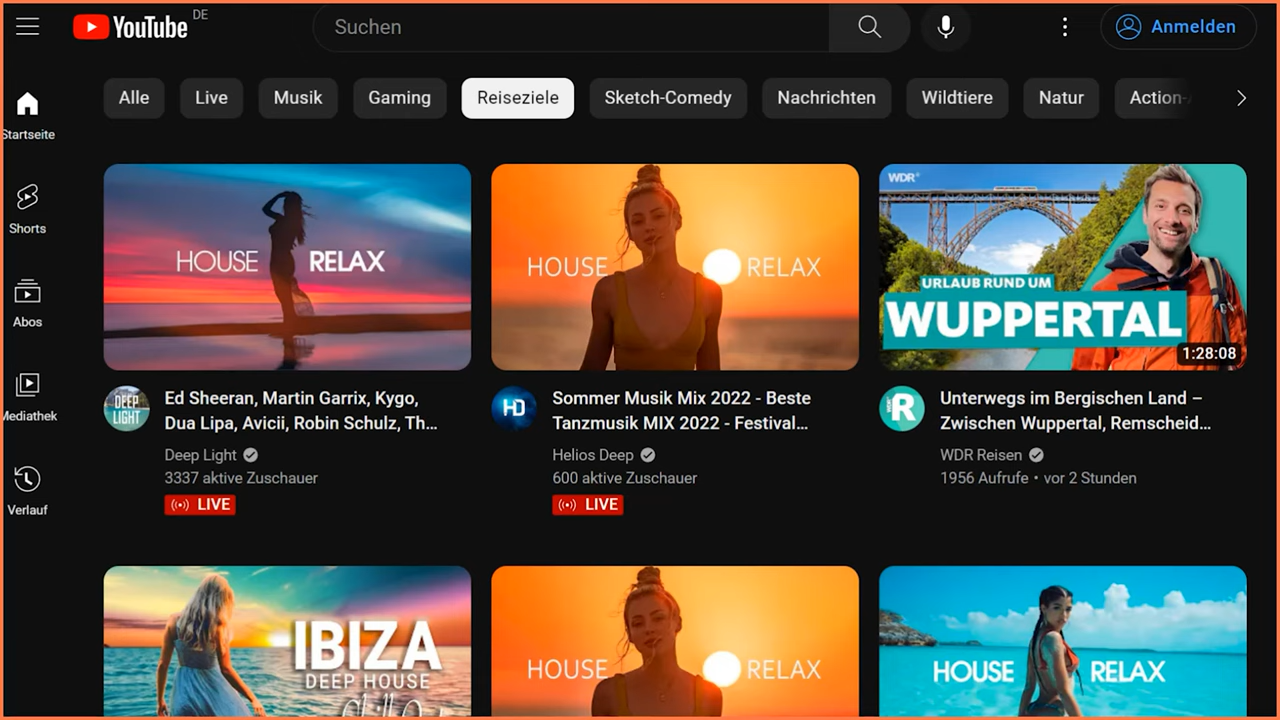 YouTube DE
Suchen
Anmelden
Alle
Live
Musik
Gaming
Reiseziele
Sketch-Comedy
Nachrichten
Wildtiere
Natur
Action-
Startseite
Shorts
Abos
Mediathek
Verlauf
HOUSE RELAX
DEEP LIGHT
Ed Sheeran, Martin Garrix, Kygo,
Dua Lipa, Avicii, Robin Schulz, Th...
Deep Light
3337 aktive Zuschauer
LIVE
HOUSE RELAX
HD
Sommer Musik Mix 2022 - Beste
Tanzmusik MIX 2022 - Festival...
Helios Deep
600 aktive Zuschauer
LIVE
WDR
URLAUB RUND UM
WUPPERTAL
1:28:08
R
Unterwegs im Bergischen Land –
Zwischen Wuppertal, Remscheid...
WDR Reisen
1956 Aufrufe • vor 2 Stunden
IBIZA
DEEP HOUSE
HOUSE RELAX
HOUSE RELAX